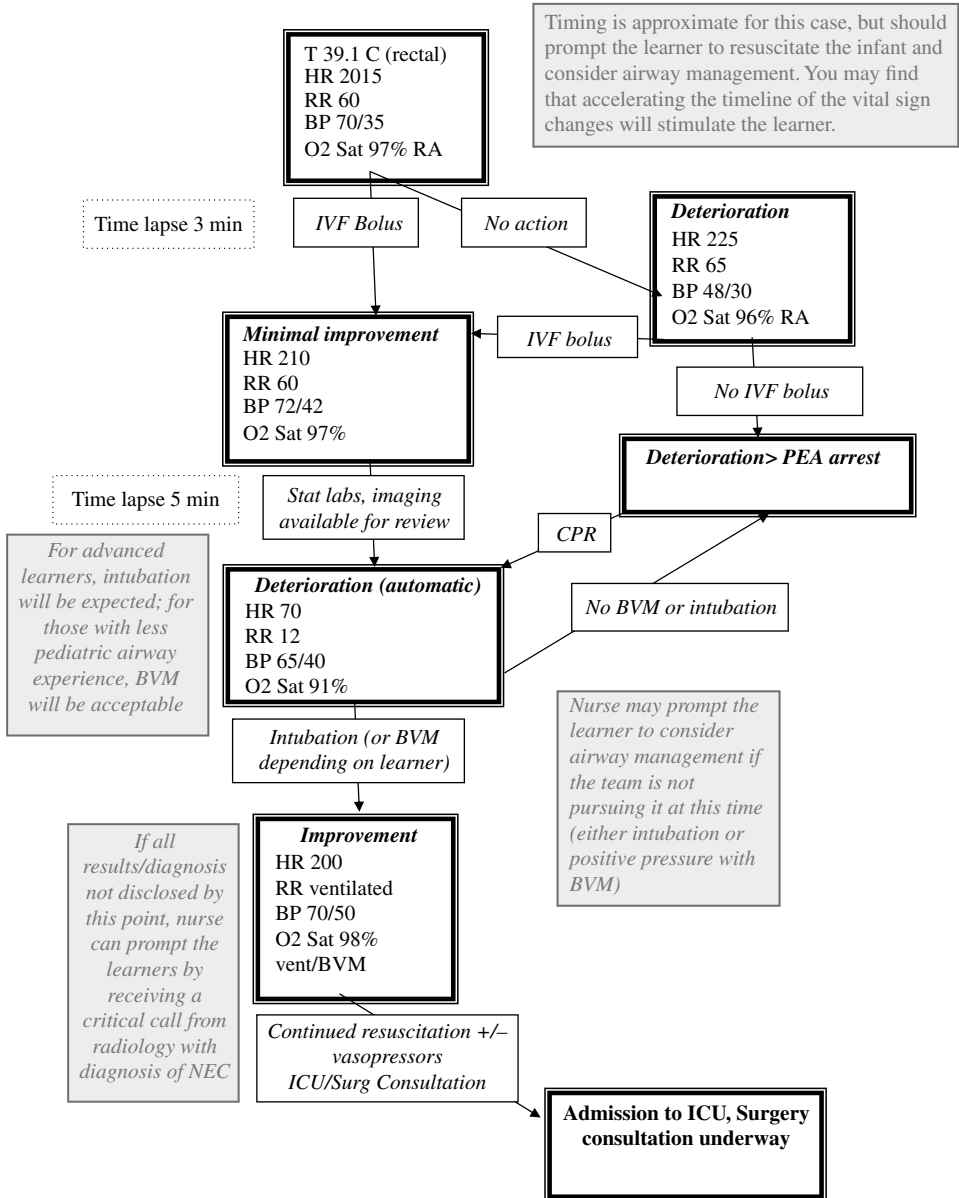 Timing is approximate for this case, but should
prompt the learner to resuscitate the infant and
consider airway management. You may find
that accelerating the timeline of the vital sign
changes will stimulate the learner.
T 39.1 C (rectal)
HR 2015
RR 60
BP 70/35
O2 Sat 97% RA
Time lapse 3 min
IVF Bolus
No action
Deterioration
HR 225
RR 65
BP 48/30
O2 Sat 96% RA
Minimal improvement
HR 210
RR 60
BP 72/42
O2 Sat 97%
IVF bolus
No IVF bolus
Deterioration> PEA arrest
Time lapse 5 min
Stat labs, imaging
available for review
CPR
For advanced
learners, intubation
will be expected; for
those with less
pediatric airway
experience, BVM
will be acceptable
Deterioration (automatic)
HR 70
RR 12
BP 65/40
O2 Sat 91%
No BVM or intubation
Intubation (or BVM
depending on learner)
Nurse may prompt the
learner to consider
airway management if
the team is not
pursuing it at this time
(either intubation or
positive pressure with
BVM)
If all
results/diagnosis
not disclosed by
this point, nurse
can prompt the
learners by
receiving a
critical call from
radiology with
diagnosis of NEC
Improvement
HR 200
RR ventilated
BP 70/50
O2 Sat 98%
vent/BVM
Continued resuscitation +/–
vasopressors
ICU/Surg Consultation
Admission to ICU, Surgery
consultation underway